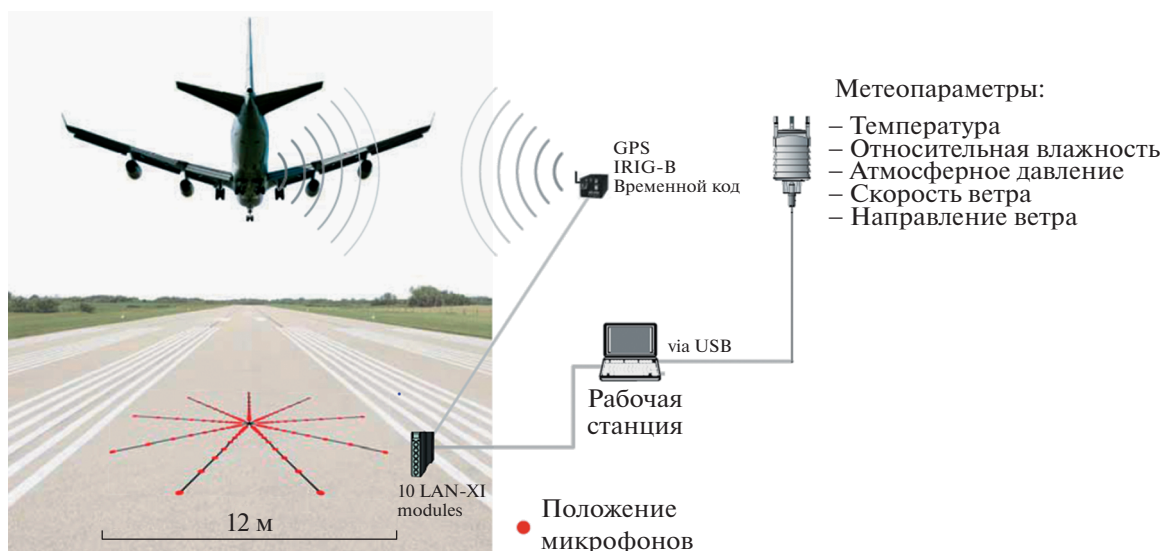 Метеопараметры:
– Температура
– Относительная влажность
– Атмосферное давление
– Скорость ветра
– Направление ветра
GPS
IRIG-B
Временной код
via USB
Рабочая
станция
10 LAN-XI
modules
12 м
Положение
микрофонов